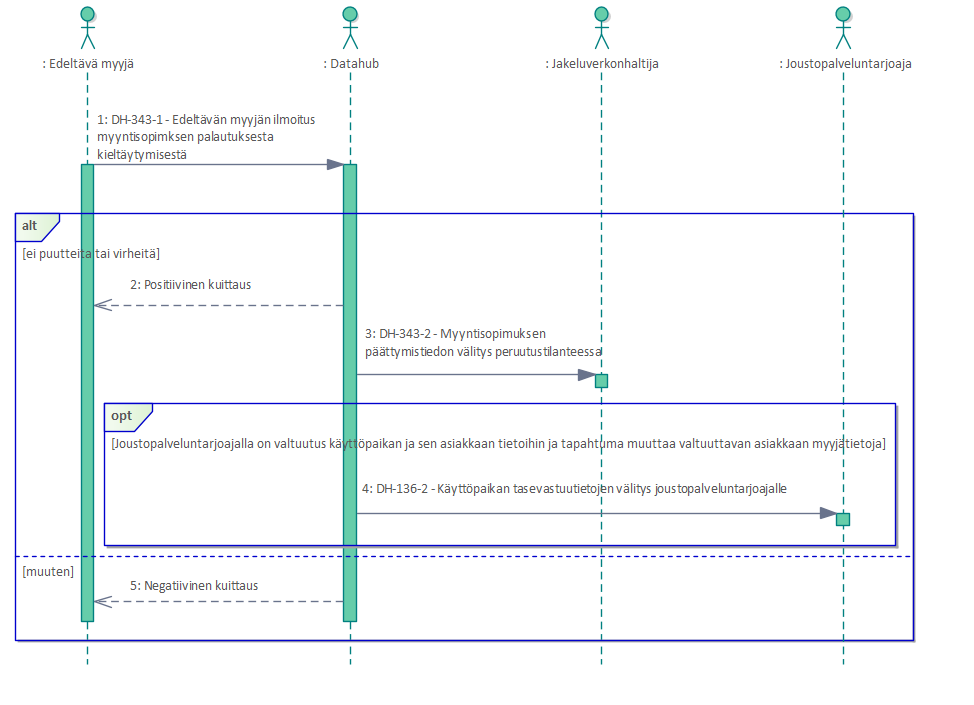 : Edeltävä myyjä
: Datahub
: Jakeluverkonhaltija
: Joustopalveluntarjoaja
1: DH-343-1 - Edeltävän myyjän ilmoitus
myyntisopimksen palautuksesta
kieltäytymisestä
alt
[ei puutteita tai virheitä]
2: Positiivinen kuittaus
3: DH-343-2 - Myyntisopimuksen
päättymistiedon välitys peruutustilanteessa
opt
[Joustopalveluntarjoajalla on valtuutus käyttöpaikan ja sen asiakkaan tietoihin ja tapahtuma muuttaa valtuuttavan asiakkaan myyjätietoja]
4: DH-136-2 - Käyttöpaikan tasevastuutietojen välitys joustopalveluntarjoajalle
[muuten]
5: Negatiivinen kuittaus